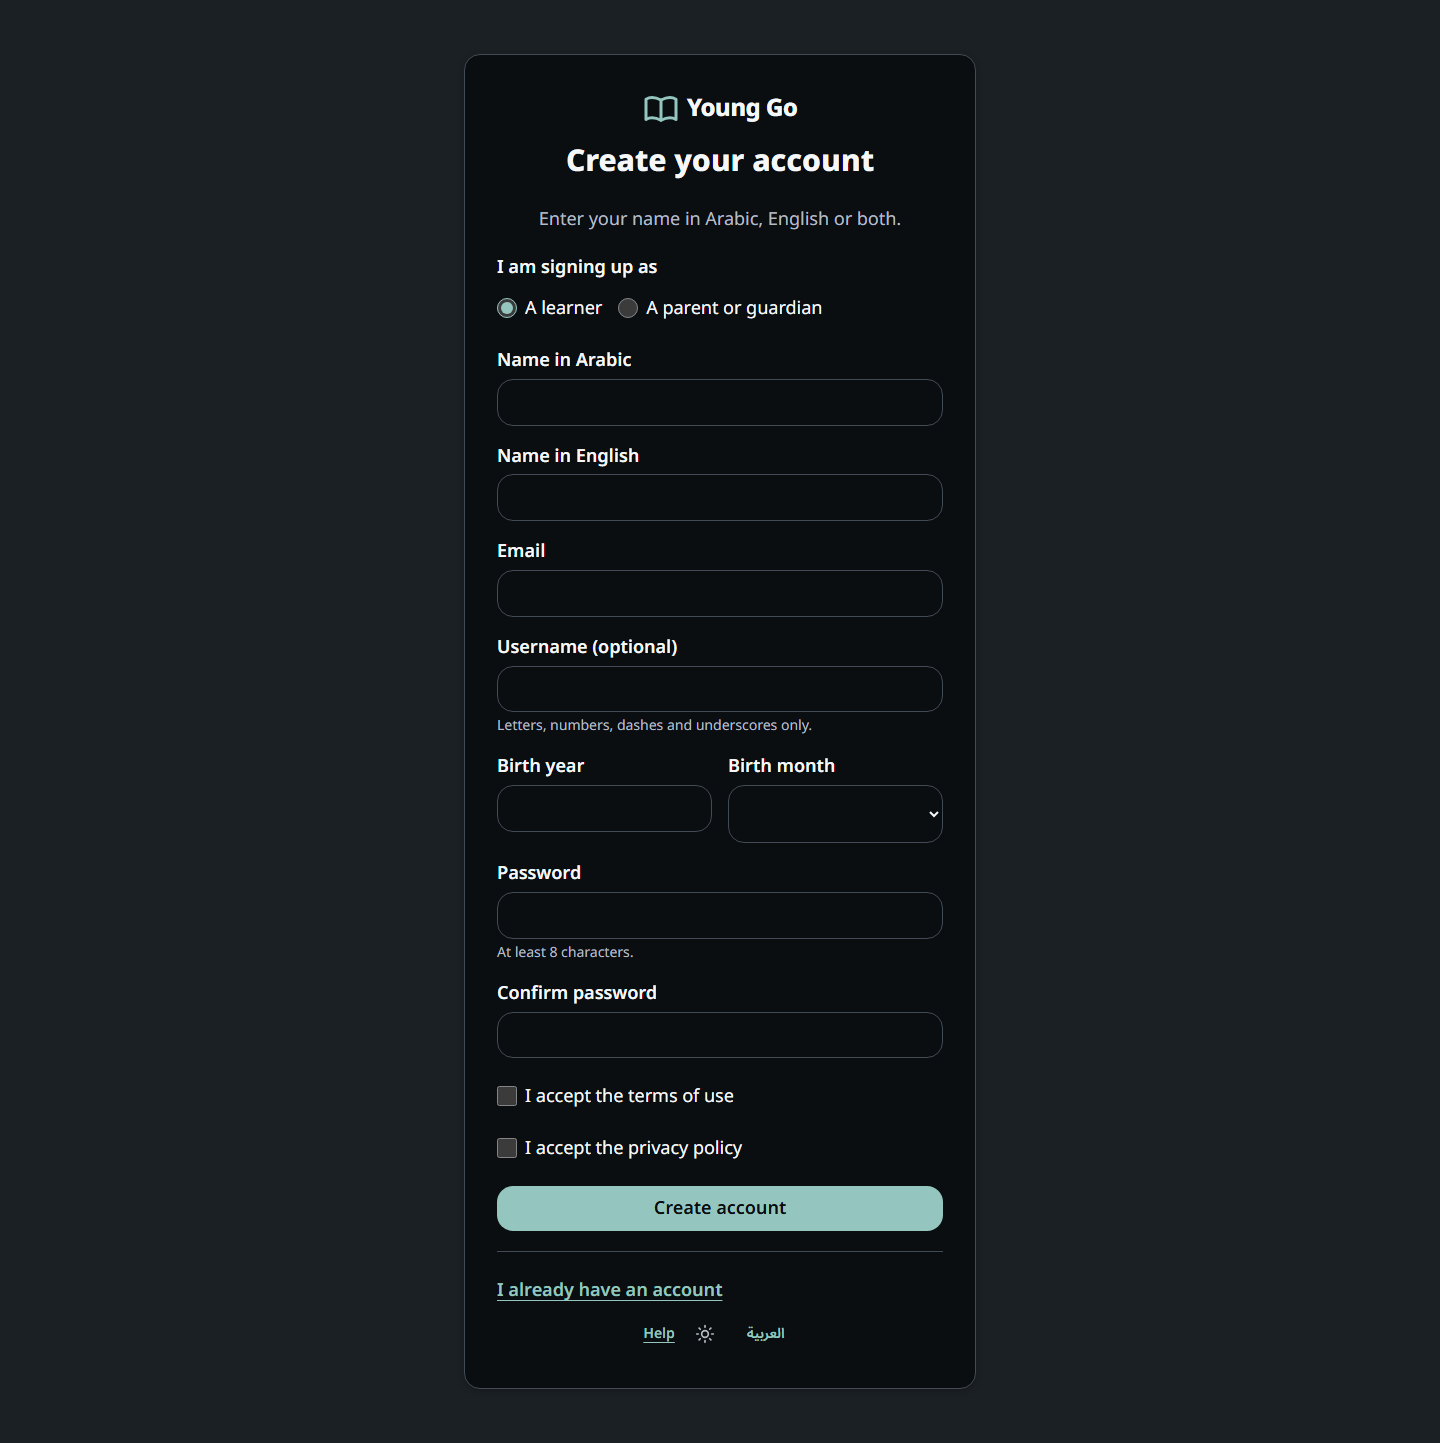 Young Go
Create your account
Enter your name in Arabic, English or both.
I am signing up as
A learner A parent or guardian
Name in Arabic
Name in English
Email
Username (optional)
Letters, numbers, dashes and underscores only.
Birth year Birth month
Password
At least 8 characters.
Confirm password
I accept the terms of use
I accept the privacy policy
Create account
I already have an account
Help العربية